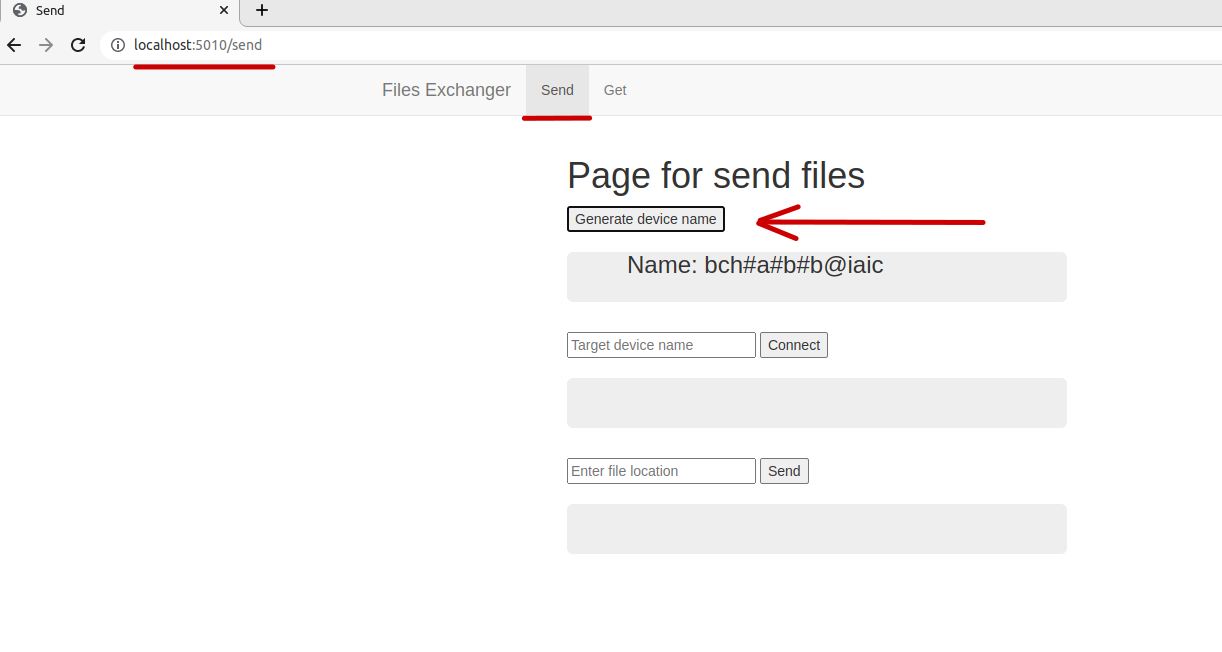 Send
localhost:5010/send
Files Exchanger Send Get
Page for send files
Generate device name
Name: bch#a#b#b@iaic
Target device name Connect
Enter file location Send